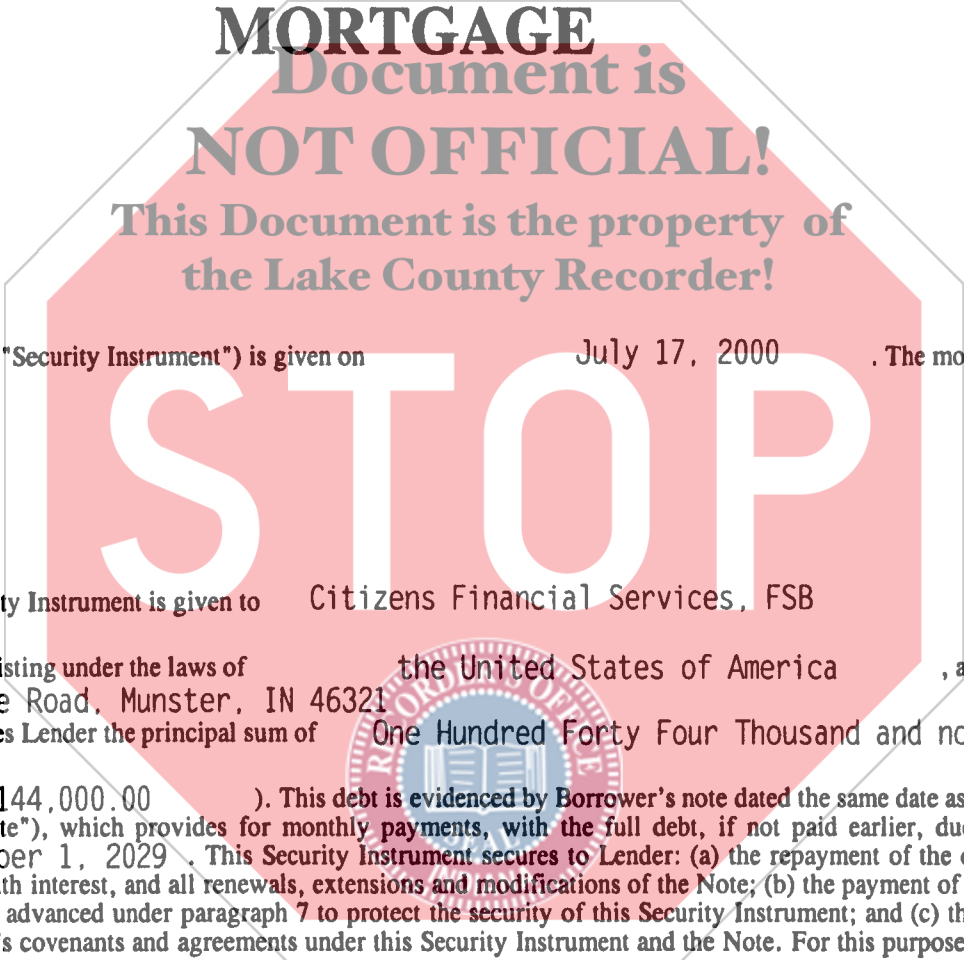 MORTGAGE
Document is
NOT OFFICIAL!
This Document is the property of
the Lake County Recorder!
"Security Instrument") is given on July 17, 2000 . The mo
STOP
ty Instrument is given to Citizens Financial Services, FSB
isting under the laws of the United States of America , a
e Road, Munster, IN 46321
es Lender the principal sum of One Hundred Forty Four Thousand and no
RECORDER'S OFFICE
144,000.00 ). This debt is evidenced by Borrower's note dated the same date as
te"), which provides for monthly payments, with the full debt, if not paid earlier, du
ber 1, 2029 . This Security Instrument secures to Lender: (a) the repayment of the
SEAL
th interest, and all renewals, extensions and modifications of the Note; (b) the payment of
INDIANA
advanced under paragraph 7 to protect the security of this Security Instrument; and (c) th
's covenants and agreements under this Security Instrument and the Note. For this purpose